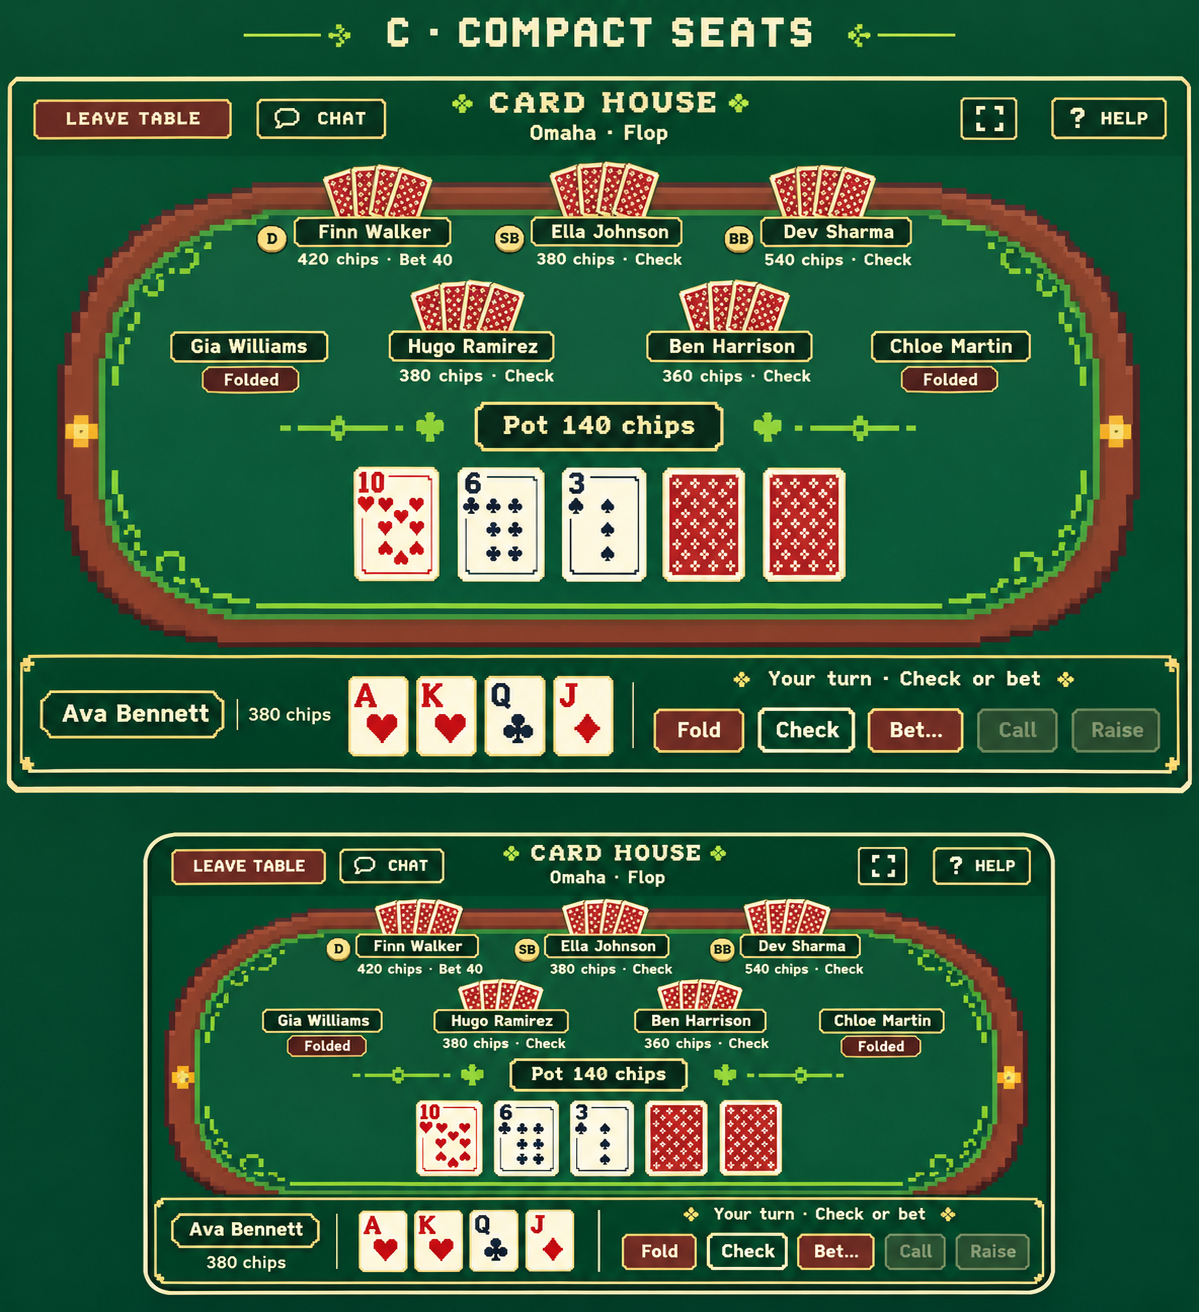 C · COMPACT SEATS
LEAVE TABLE
CHAT
CARD HOUSE
Omaha · Flop
? HELP
D
Finn Walker
420 chips · Bet 40
SB
Ella Johnson
380 chips · Check
BB
Dev Sharma
540 chips · Check
Gia Williams
Folded
Hugo Ramirez
380 chips · Check
Ben Harrison
360 chips · Check
Chloe Martin
Folded
Pot 140 chips
10
6
3
Ava Bennett
380 chips
A
K
Q
J
Your turn · Check or bet
Fold
Check
Bet...
Call
Raise
LEAVE TABLE
CHAT
CARD HOUSE
Omaha · Flop
? HELP
D
Finn Walker
420 chips · Bet 40
SB
Ella Johnson
380 chips · Check
BB
Dev Sharma
540 chips · Check
Gia Williams
Folded
Hugo Ramirez
380 chips · Check
Ben Harrison
360 chips · Check
Chloe Martin
Folded
Pot 140 chips
10
6
3
Ava Bennett
380 chips
A
K
Q
J
Your turn · Check or bet
Fold
Check
Bet...
Call
Raise